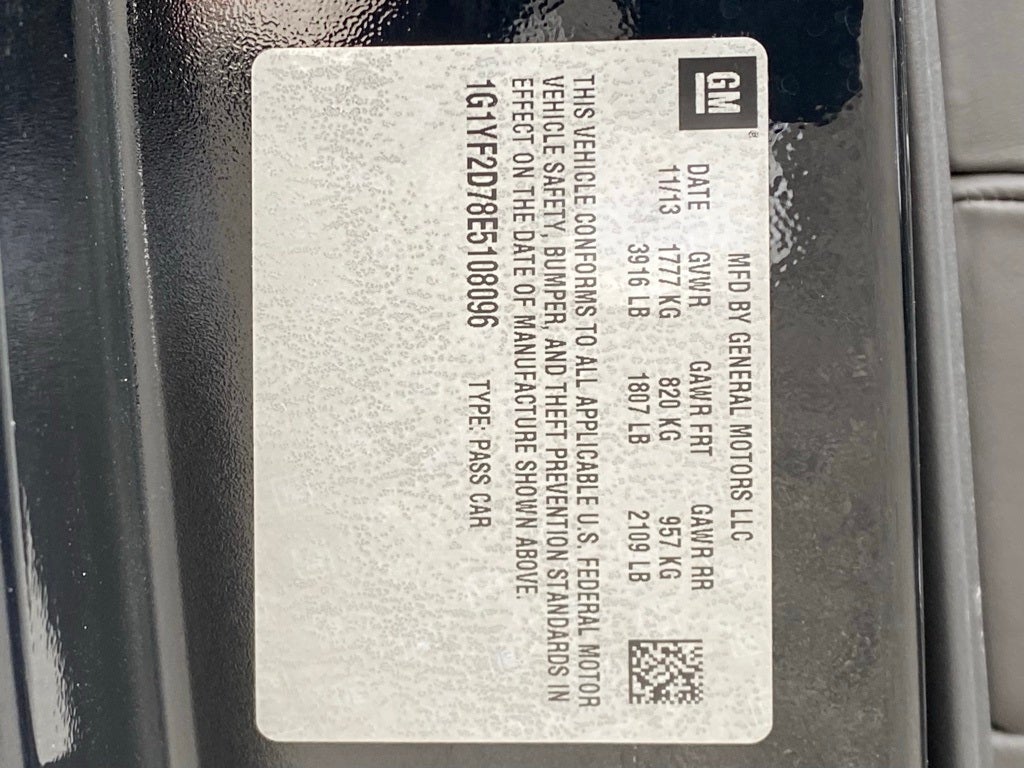 GM
®
MFD BY GENERAL MOTORS LLC
DATE GVWR GAWR FRT GAWR RR
11/13 1777 KG 820 KG 957 KG
3916 LB 1807 LB 2109 LB
THIS VEHICLE CONFORMS TO ALL APPLICABLE U.S. FEDERAL MOTOR
VEHICLE SAFETY, BUMPER, AND THEFT PREVENTION STANDARDS IN
EFFECT ON THE DATE OF MANUFACTURE SHOWN ABOVE.
1G1YF2D78E5108096 TYPE: PASS CAR